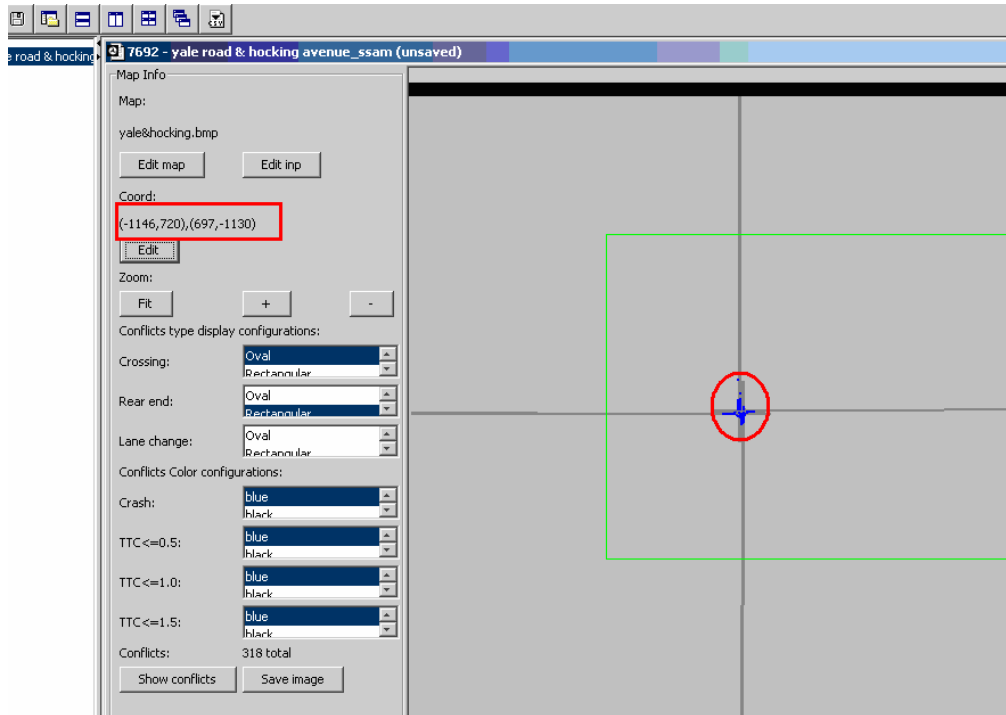 csv
e road & hocking
7692 - yale road & hocking avenue_ssam (unsaved)
Map Info
Map:
yale&hocking.bmp
Edit map Edit inp
Coord:
(-1146,720),(697,-1130)
Edit
Zoom:
Fit + -
Conflicts type display configurations:
Crossing: Oval
Rectangular
Rear end: Oval
Rectangular
Lane change: Oval
Rectangular
Conflicts Color configurations:
Crash: blue
black
TTC<=0.5: blue
black
TTC<=1.0: blue
black
TTC<=1.5: blue
black
Conflicts: 318 total
Show conflicts Save image